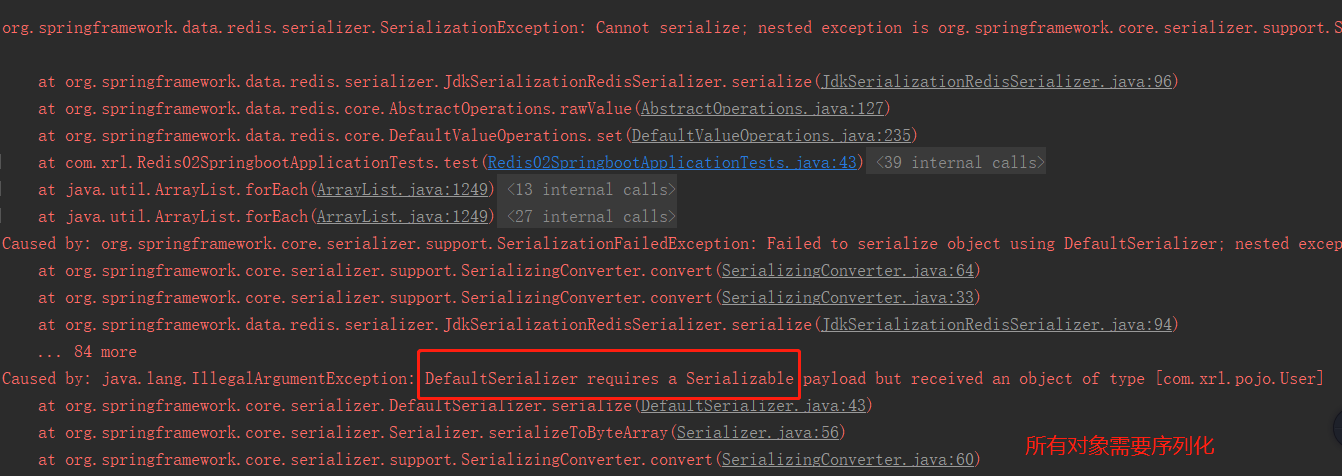 org.springframework.data.redis.serializer.SerializationException: Cannot serialize; nested exception is org.springframework.core.serializer.support.S
at org.springframework.data.redis.serializer.JdkSerializationRedisSerializer.serialize(JdkSerializationRedisSerializer.java:96)
at org.springframework.data.redis.core.AbstractOperations.rawValue(AbstractOperations.java:127)
at org.springframework.data.redis.core.DefaultValueOperations.set(DefaultValueOperations.java:235)
at com.xrl.Redis02SpringbootApplicationTests.test(Redis02SpringbootApplicationTests.java:43) <39 internal calls>
at java.util.ArrayList.forEach(ArrayList.java:1249) <13 internal calls>
at java.util.ArrayList.forEach(ArrayList.java:1249) <27 internal calls>
Caused by: org.springframework.core.serializer.support.SerializationFailedException: Failed to serialize object using DefaultSerializer; nested excep
at org.springframework.core.serializer.support.SerializingConverter.convert(SerializingConverter.java:64)
at org.springframework.core.serializer.support.SerializingConverter.convert(SerializingConverter.java:33)
at org.springframework.data.redis.serializer.JdkSerializationRedisSerializer.serialize(JdkSerializationRedisSerializer.java:94)
... 84 more
Caused by: java.lang.IllegalArgumentException: DefaultSerializer requires a Serializable payload but received an object of type [com.xrl.pojo.User]
at org.springframework.core.serializer.DefaultSerializer.serialize(DefaultSerializer.java:43)
at org.springframework.core.serializer.Serializer.serializeToByteArray(Serializer.java:56)
at org.springframework.core.serializer.support.SerializingConverter.convert(SerializingConverter.java:60)
所有对象需要序列化